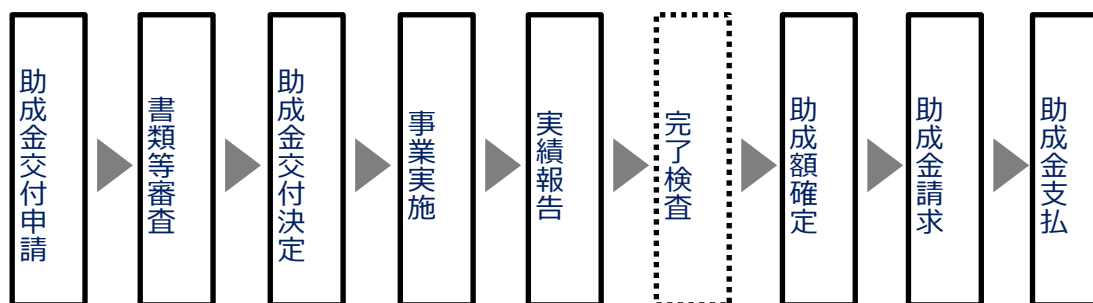 助成金交付申請
書類等審査
助成金交付決定
事業実施
実績報告
完了検査
助成額確定
助成金請求
助成金支払